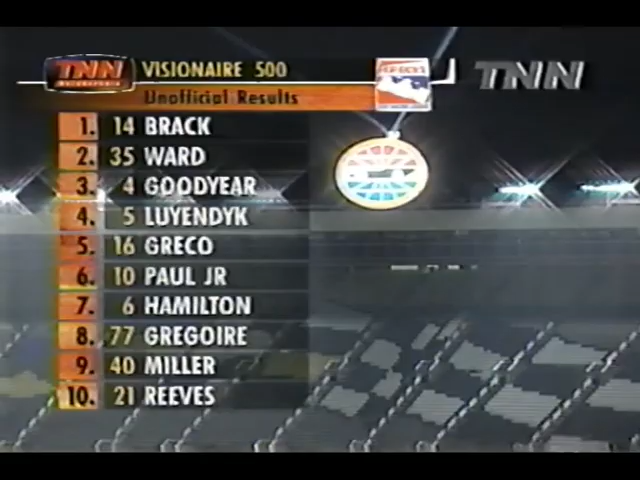 TNN VISIONAIRE 500
TNN
Unofficial Results
1. 14 BRACK
2. 35 WARD
3. 4 GOODYEAR
4. 5 LUYENDYK
5. 16 GRECO
6. 10 PAUL JR
7. 6 HAMILTON
8. 77 GREGOIRE
9. 40 MILLER
10. 21 REEVES